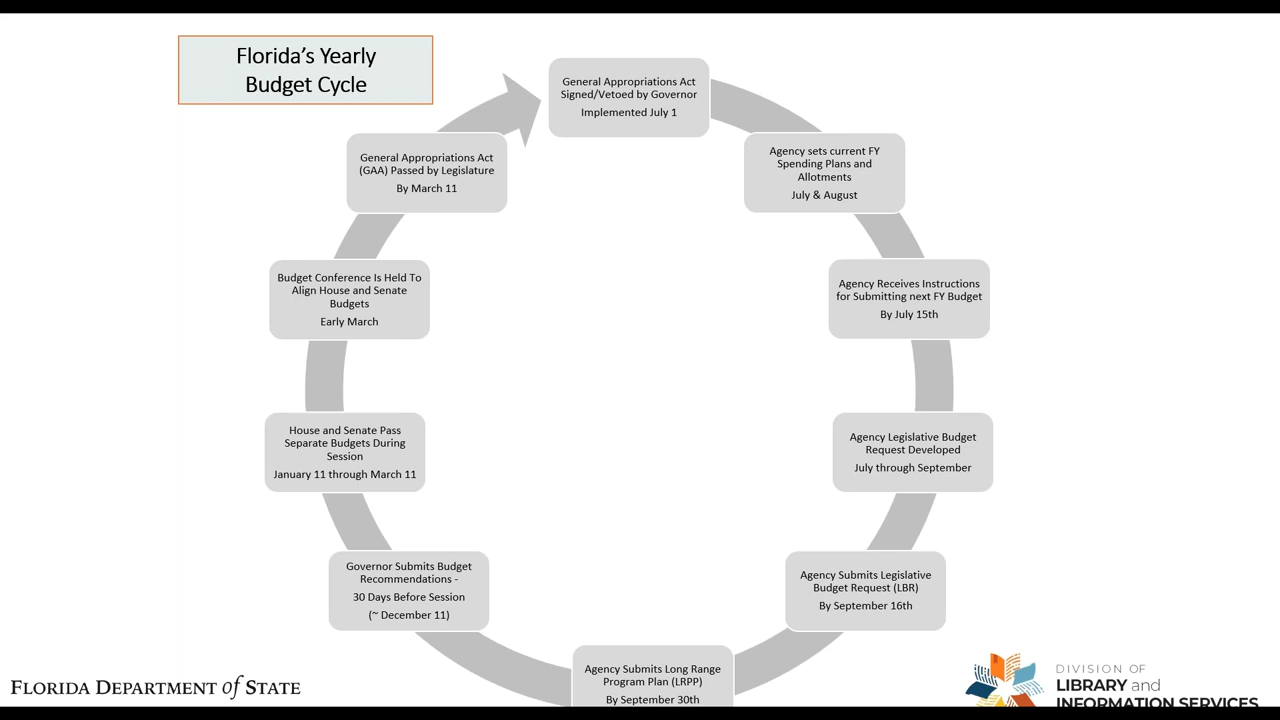 Florida's Yearly
Budget Cycle
General Appropriations Act
Signed/Vetoed by Governor
Implemented July 1
Agency sets current FY
Spending Plans and
Allotments
July & August
Agency Receives Instructions
for Submitting next FY Budget
By July 15th
Agency Legislative Budget
Request Developed
July through September
Agency Submits Legislative
Budget Request (LBR)
By September 16th
Agency Submits Long Range
Program Plan (LRPP)
By September 30th
Governor Submits Budget
Recommendations -
30 Days Before Session
(~ December 11)
House and Senate Pass
Separate Budgets During
Session
January 11 through March 11
Budget Conference Is Held To
Align House and Senate
Budgets
Early March
General Appropriations Act
(GAA) Passed by Legislature
By March 11
FLORIDA DEPARTMENT of STATE
DIVISION OF
LIBRARY and
INFORMATION SERVICES